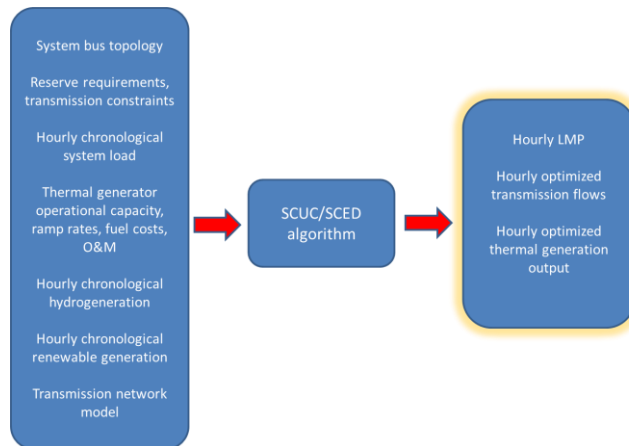 System bus topology
Reserve requirements,
transmission constraints
Hourly chronological
system load
Thermal generator
operational capacity,
ramp rates, fuel costs,
O&M
Hourly chronological
hydrogeneration
Hourly chronological
renewable generation
Transmission network
model
SCUC/SCED
algorithm
Hourly LMP
Hourly optimized
transmission flows
Hourly optimized
thermal generation
output